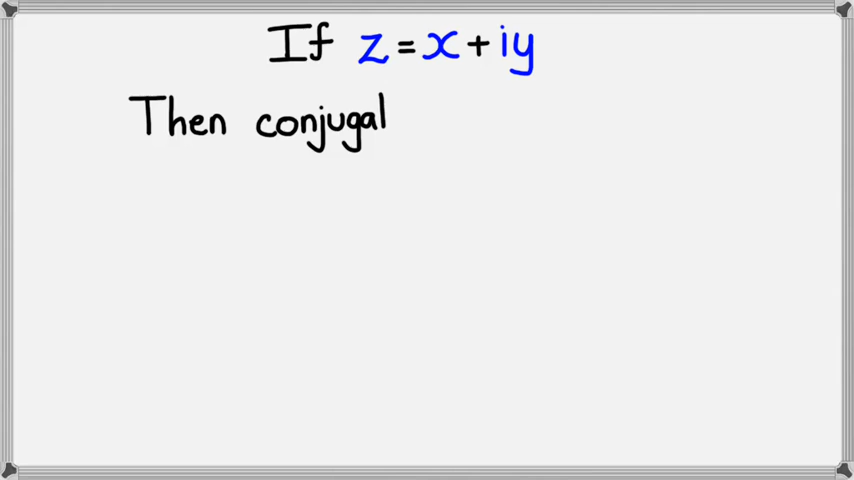 If z = x + iy
Then conjugal